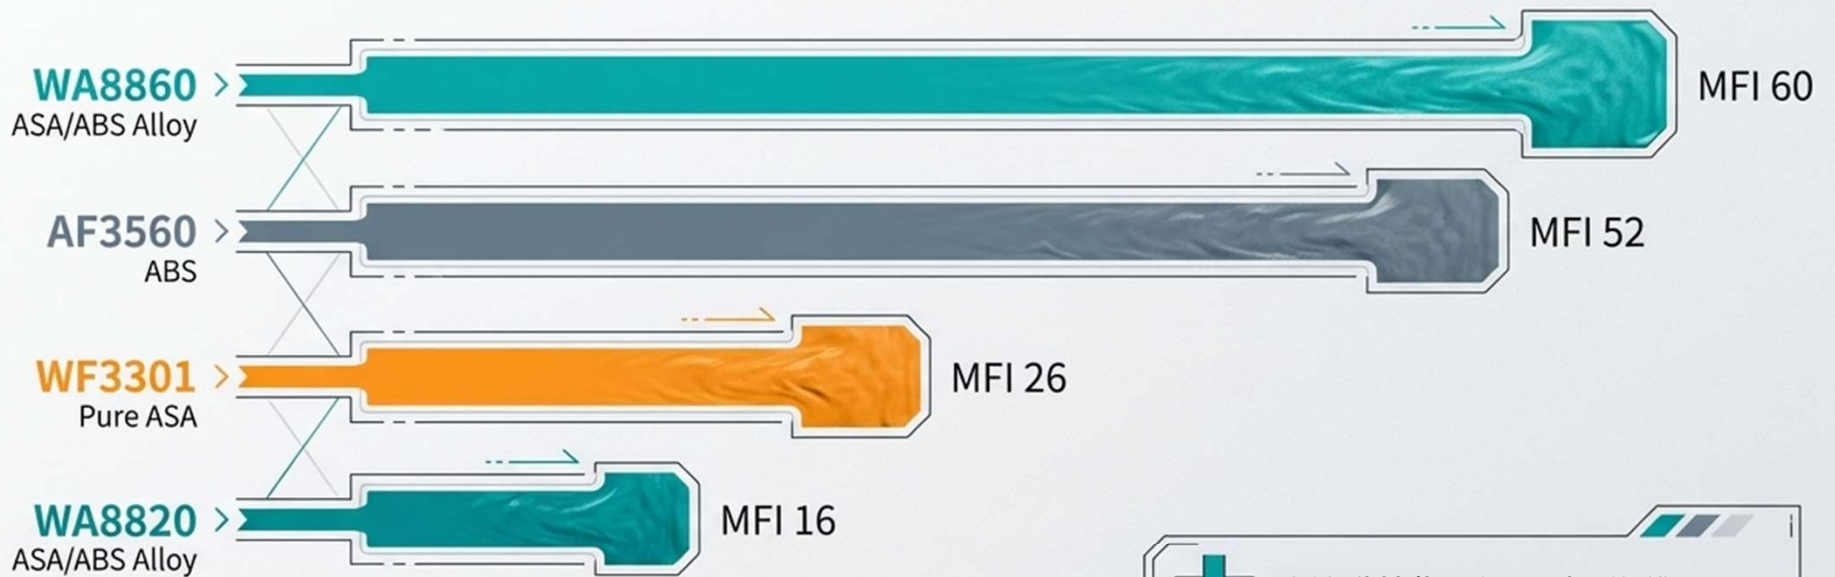 WA8860
ASA/ABS Alloy
MFI 60
AF3560
ABS
MFI 52
WF3301
Pure ASA
MFI 26
WA8820
ASA/ABS Alloy
MFI 16